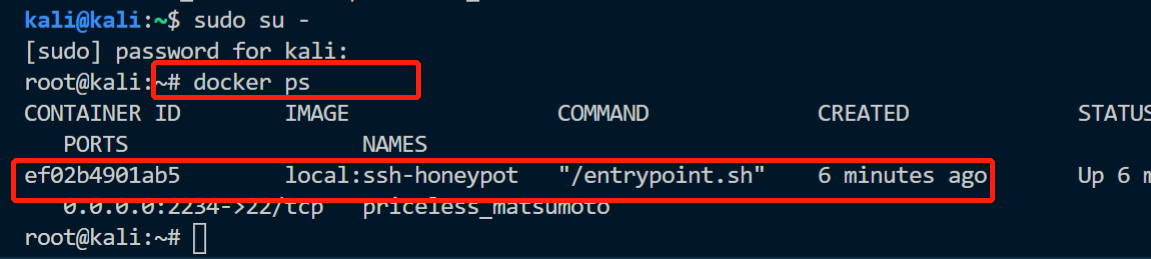 kali@kali:~$ sudo su -
[sudo] password for kali:
root@kali:~# docker ps
CONTAINER ID IMAGE COMMAND CREATED STATUS
PORTS NAMES
ef02b4901ab5 local:ssh-honeypot "/entrypoint.sh" 6 minutes ago Up 6 m
0.0.0.0:2234->22/tcp priceless_matsumoto
root@kali:~#